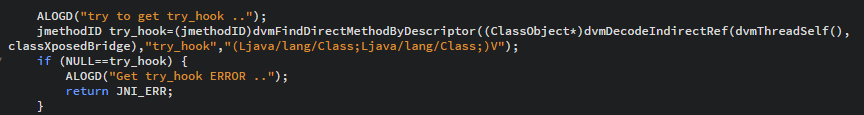 ALOGD("try to get try_hook ..");
jmethodID try_hook=(jmethodID)dvmFindDirectMethodByDescriptor((ClassObject*)dvmDecodeIndirectRef(dvmThreadSelf(),
classXposedBridge),"try_hook","(Ljava/lang/Class;Ljava/lang/Class;)V");
if (NULL==try_hook) {
ALOGD("Get try_hook ERROR ..");
return JNI_ERR;
}